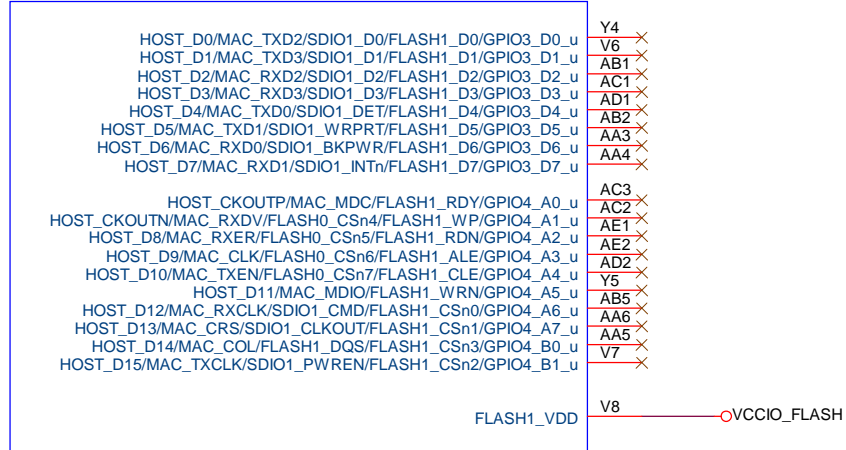 HOST_D0/MAC_TXD2/SDIO1_D0/FLASH1_D0/GPIO3_D0_u Y4
HOST_D1/MAC_TXD3/SDIO1_D1/FLASH1_D1/GPIO3_D1_u V6
HOST_D2/MAC_RXD2/SDIO1_D2/FLASH1_D2/GPIO3_D2_u AB1
HOST_D3/MAC_RXD3/SDIO1_D3/FLASH1_D3/GPIO3_D3_u AC1
HOST_D4/MAC_TXD0/SDIO1_DET/FLASH1_D4/GPIO3_D4_u AD1
HOST_D5/MAC_TXD1/SDIO1_WRPRT/FLASH1_D5/GPIO3_D5_u AB2
HOST_D6/MAC_RXD0/SDIO1_BKPWR/FLASH1_D6/GPIO3_D6_u AA3
HOST_D7/MAC_RXD1/SDIO1_INTn/FLASH1_D7/GPIO3_D7_u AA4
HOST_CKOUTP/MAC_MDC/FLASH1_RDY/GPIO4_A0_u AC3
HOST_CKOUTN/MAC_RXDV/FLASH0_CSn4/FLASH1_WP/GPIO4_A1_u AC2
HOST_D8/MAC_RXER/FLASH0_CSn5/FLASH1_RDN/GPIO4_A2_u AE1
HOST_D9/MAC_CLK/FLASH0_CSn6/FLASH1_ALE/GPIO4_A3_u AE2
HOST_D10/MAC_TXEN/FLASH0_CSn7/FLASH1_CLE/GPIO4_A4_u AD2
HOST_D11/MAC_MDIO/FLASH1_WRN/GPIO4_A5_u Y5
HOST_D12/MAC_RXCLK/SDIO1_CMD/FLASH1_CSn0/GPIO4_A6_u AB5
HOST_D13/MAC_CRS/SDIO1_CLKOUT/FLASH1_CSn1/GPIO4_A7_u AA6
HOST_D14/MAC_COL/FLASH1_DQS/FLASH1_CSn3/GPIO4_B0_u AA5
HOST_D15/MAC_TXCLK/SDIO1_PWREN/FLASH1_CSn2/GPIO4_B1_u V7
FLASH1_VDD V8 VCCIO_FLASH